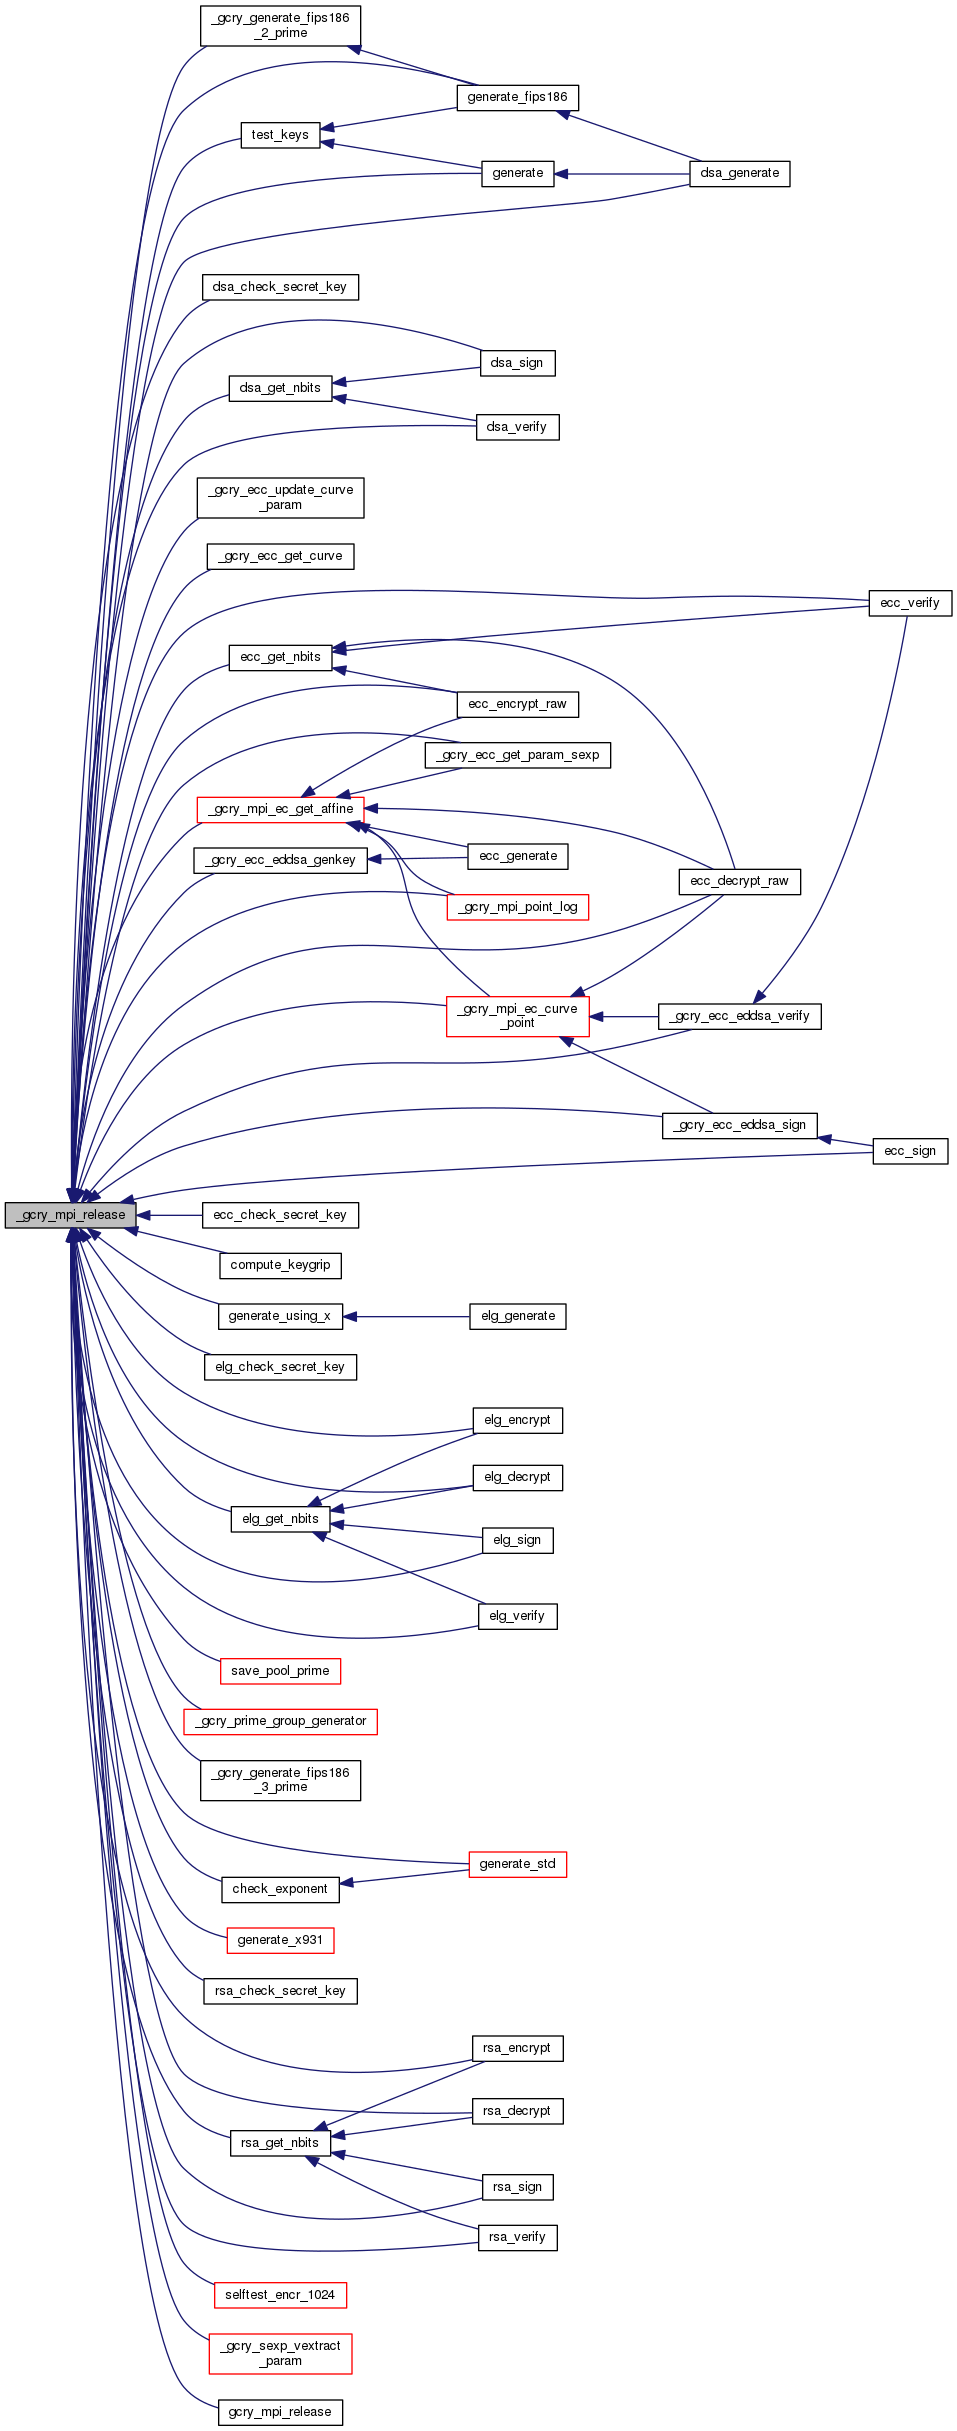 _gcry_generate_fips186
_2_prime
generate_fips186
test_keys
generate
dsa_generate
dsa_check_secret_key
dsa_sign
dsa_get_nbits
dsa_verify
_gcry_ecc_update_curve
_param
_gcry_ecc_get_curve
ecc_verify
ecc_get_nbits
ecc_encrypt_raw
_gcry_ecc_get_param_sexp
_gcry_mpi_ec_get_affine
ecc_generate
_gcry_ecc_eddsa_genkey
ecc_decrypt_raw
_gcry_mpi_point_log
_gcry_mpi_ec_curve
_point
_gcry_ecc_eddsa_verify
_gcry_ecc_eddsa_sign
ecc_sign
_gcry_mpi_release
ecc_check_secret_key
compute_keygrip
generate_using_x
elg_generate
elg_check_secret_key
elg_encrypt
elg_decrypt
elg_get_nbits
elg_sign
elg_verify
save_pool_prime
_gcry_prime_group_generator
_gcry_generate_fips186
_3_prime
generate_std
check_exponent
generate_x931
rsa_check_secret_key
rsa_encrypt
rsa_decrypt
rsa_get_nbits
rsa_sign
rsa_verify
selftest_encr_1024
_gcry_sexp_vextract
_param
gcry_mpi_release